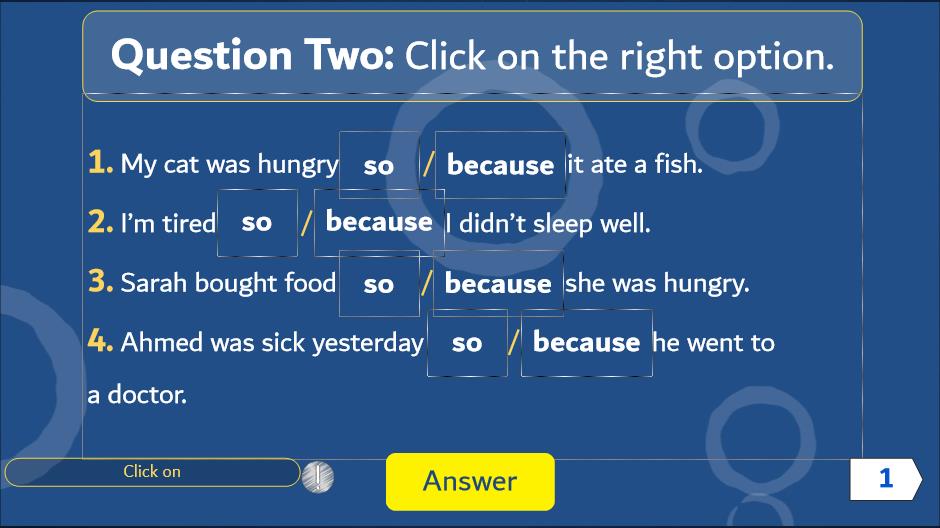 Question Two: Click on the right option.
1. My cat was hungry so / because it ate a fish.
2. I’m tired so / because I didn’t sleep well.
3. Sarah bought food so / because she was hungry.
4. Ahmed was sick yesterday so / because he went to
a doctor.
Click on
!
Answer
1